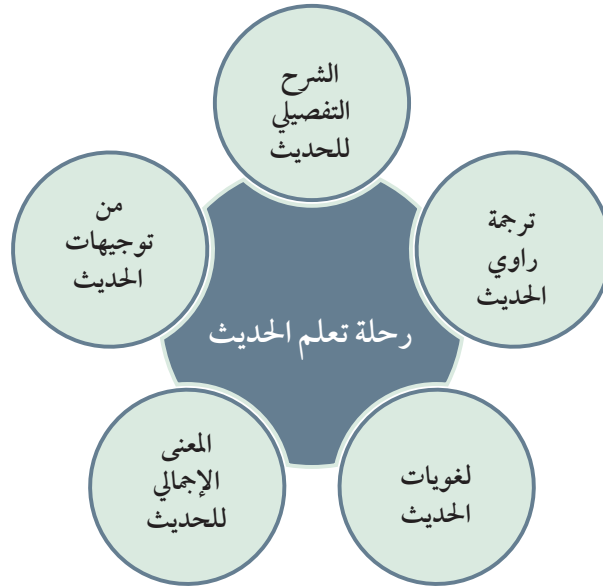 الشرح
التفصيلي
للحديث
ترجمة
راوي
الحديث
من
توجيهات
الحديث
رحلة تعلم الحديث
لغويات
الحديث
المعنى
الإجمالي
للحديث